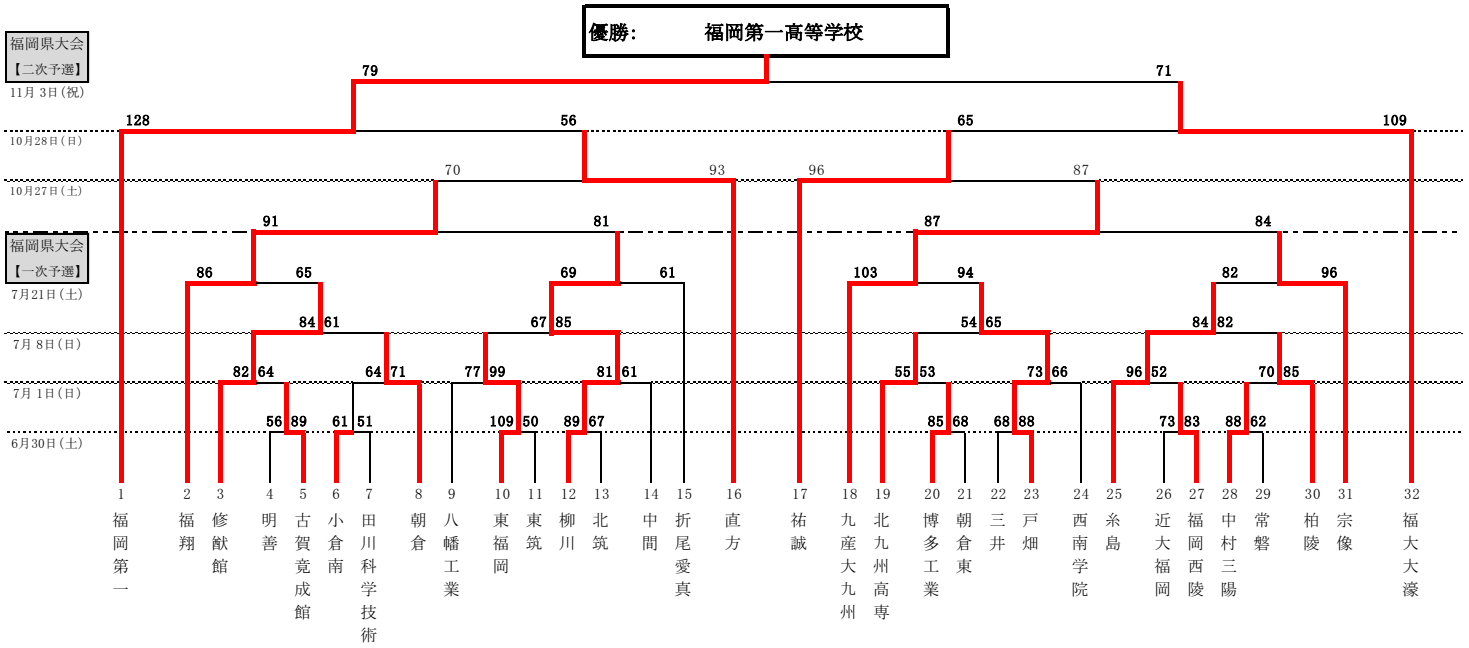 優勝: 福岡第一高等学校
福岡県大会
【二次予選】
79 71
11月 3日(祝)
128 56 65 109
10月28日(日)
70 93 96 87
10月27日(土)
91 81 87 84
福岡県大会
【一次予選】
86 65 69 61 103 94 82 96
7月21日(土)
84 61 67 85 54 65 84 82
7月 8日(日)
82 64 64 71 77 99 81 61 55 53 73 66 96 52 70 85
7月 1日(日)
56 89 61 51 109 50 89 67 85 68 68 88 73 83 88 62
6月30日(土)
1 2 3 4 5 6 7 8 9 10 11 12 13 14 15 16 17 18 19 20 21 22 23 24 25 26 27 28 29 30 31 32
福岡第一
福翔
修猷館
明善
古賀竟成館
小倉南
田川科学技術
朝倉
八幡工業
東福岡
東筑
柳川
北筑
中間
折尾愛真
直方
祐誠
九産大九州
北九州高専
博多工業
朝倉東
三井
戸畑
西南学院
糸島
近大福岡
福岡西陵
中村三陽
常磐
柏陵
宗像
福大大濠